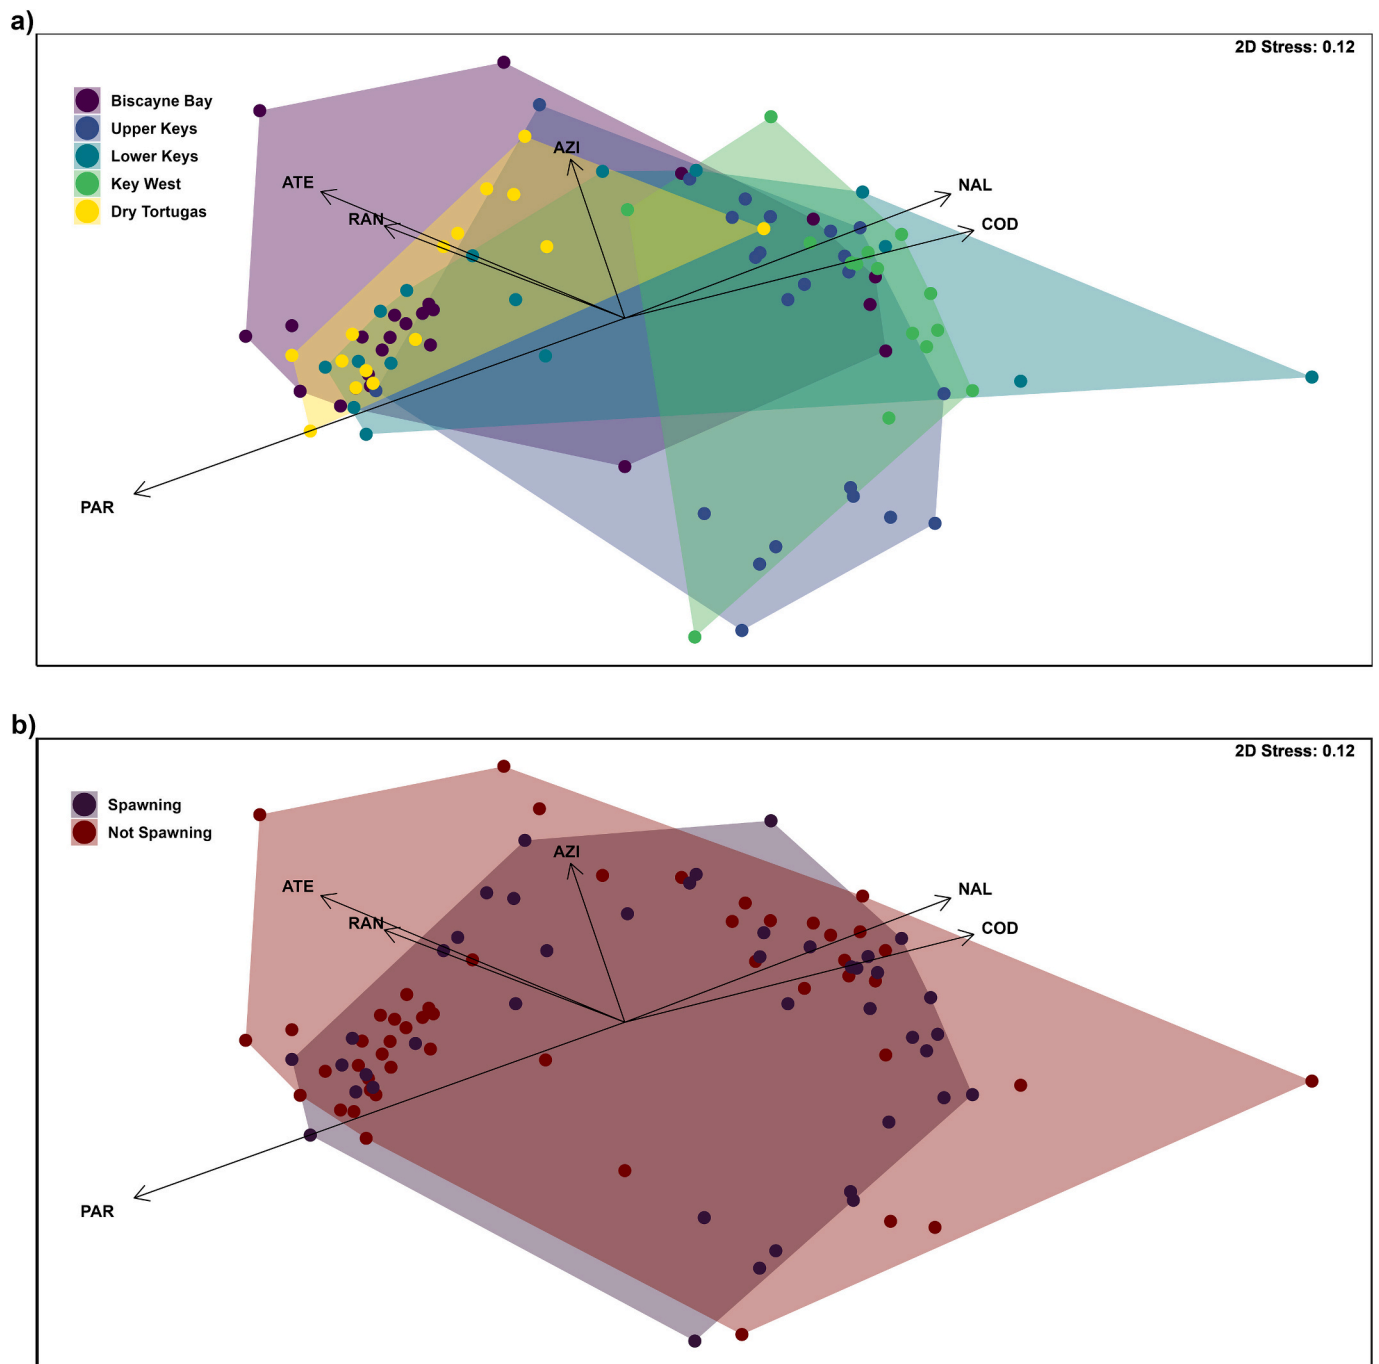 a)
2D Stress: 0.12
Biscayne Bay
Upper Keys
Lower Keys
Key West
Dry Tortugas
AZI
ATE
RAN
NAL
COD
PAR
b)
2D Stress: 0.12
Spawning
Not Spawning
AZI
ATE
RAN
NAL
COD
PAR